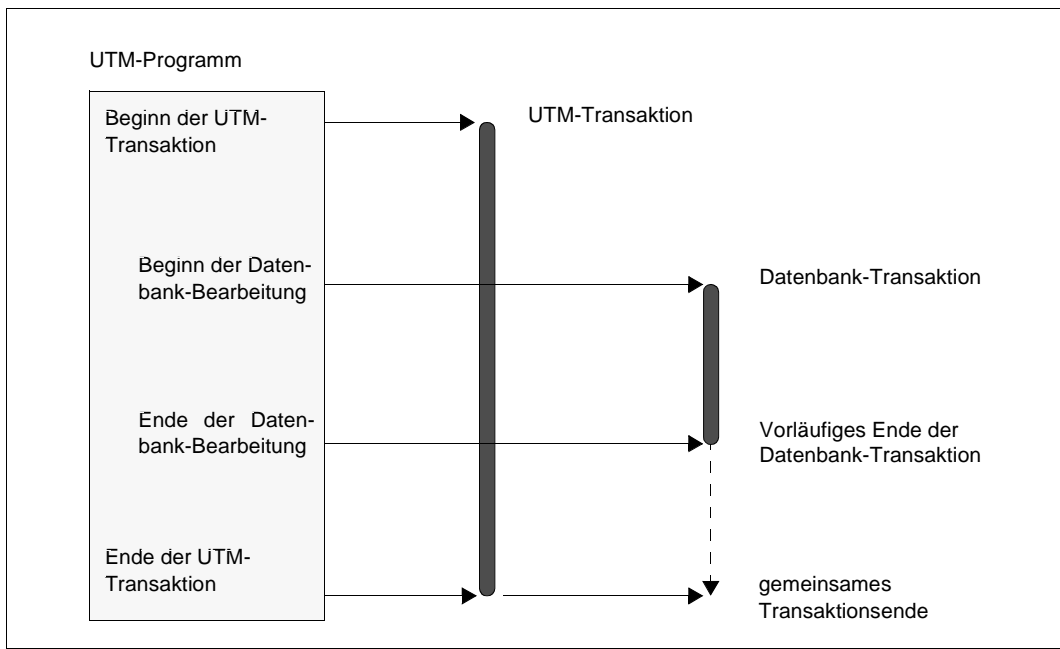 UTM-Programm
Beginn der UTM-
Transaktion
UTM-Transaktion
Beginn der Daten-
bank-Bearbeitung
Datenbank-Transaktion
Ende der Daten-
bank-Bearbeitung
Vorläufiges Ende der
Datenbank-Transaktion
Ende der UTM-
Transaktion
gemeinsames
Transaktionsende